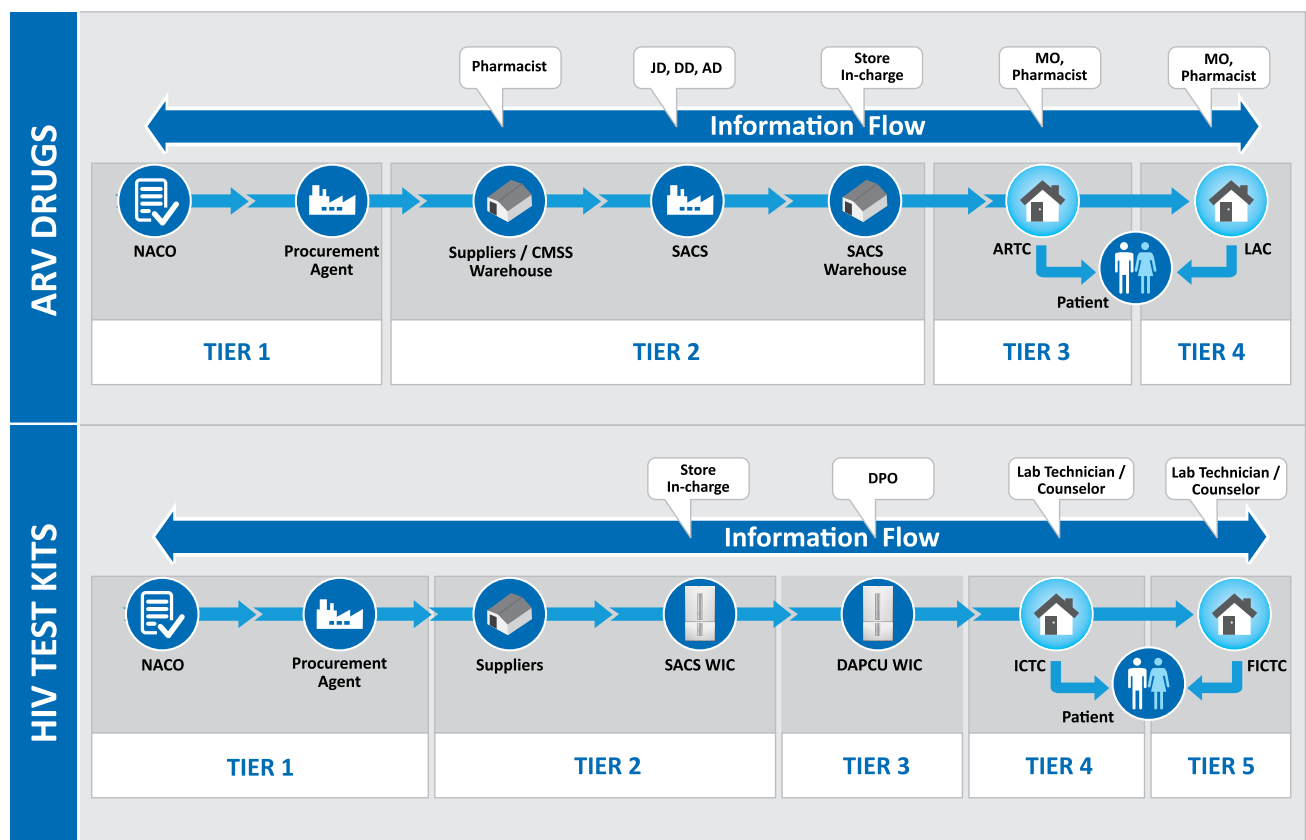 ARV DRUGS
Pharmacist
JD, DD, AD
Store
In-charge
MO,
Pharmacist
MO,
Pharmacist
Information Flow
NACO
Procurement
Agent
Suppliers / CMSS
Warehouse
SACS
SACS
Warehouse
ARTC
Patient
LAC
TIER 1
TIER 2
TIER 3
TIER 4
HIV TEST KITS
Store
In-charge
DPO
Lab Technician /
Counselor
Lab Technician /
Counselor
Information Flow
NACO
Procurement
Agent
Suppliers
SACS WIC
DAPCU WIC
ICTC
Patient
FICTC
TIER 1
TIER 2
TIER 3
TIER 4
TIER 5